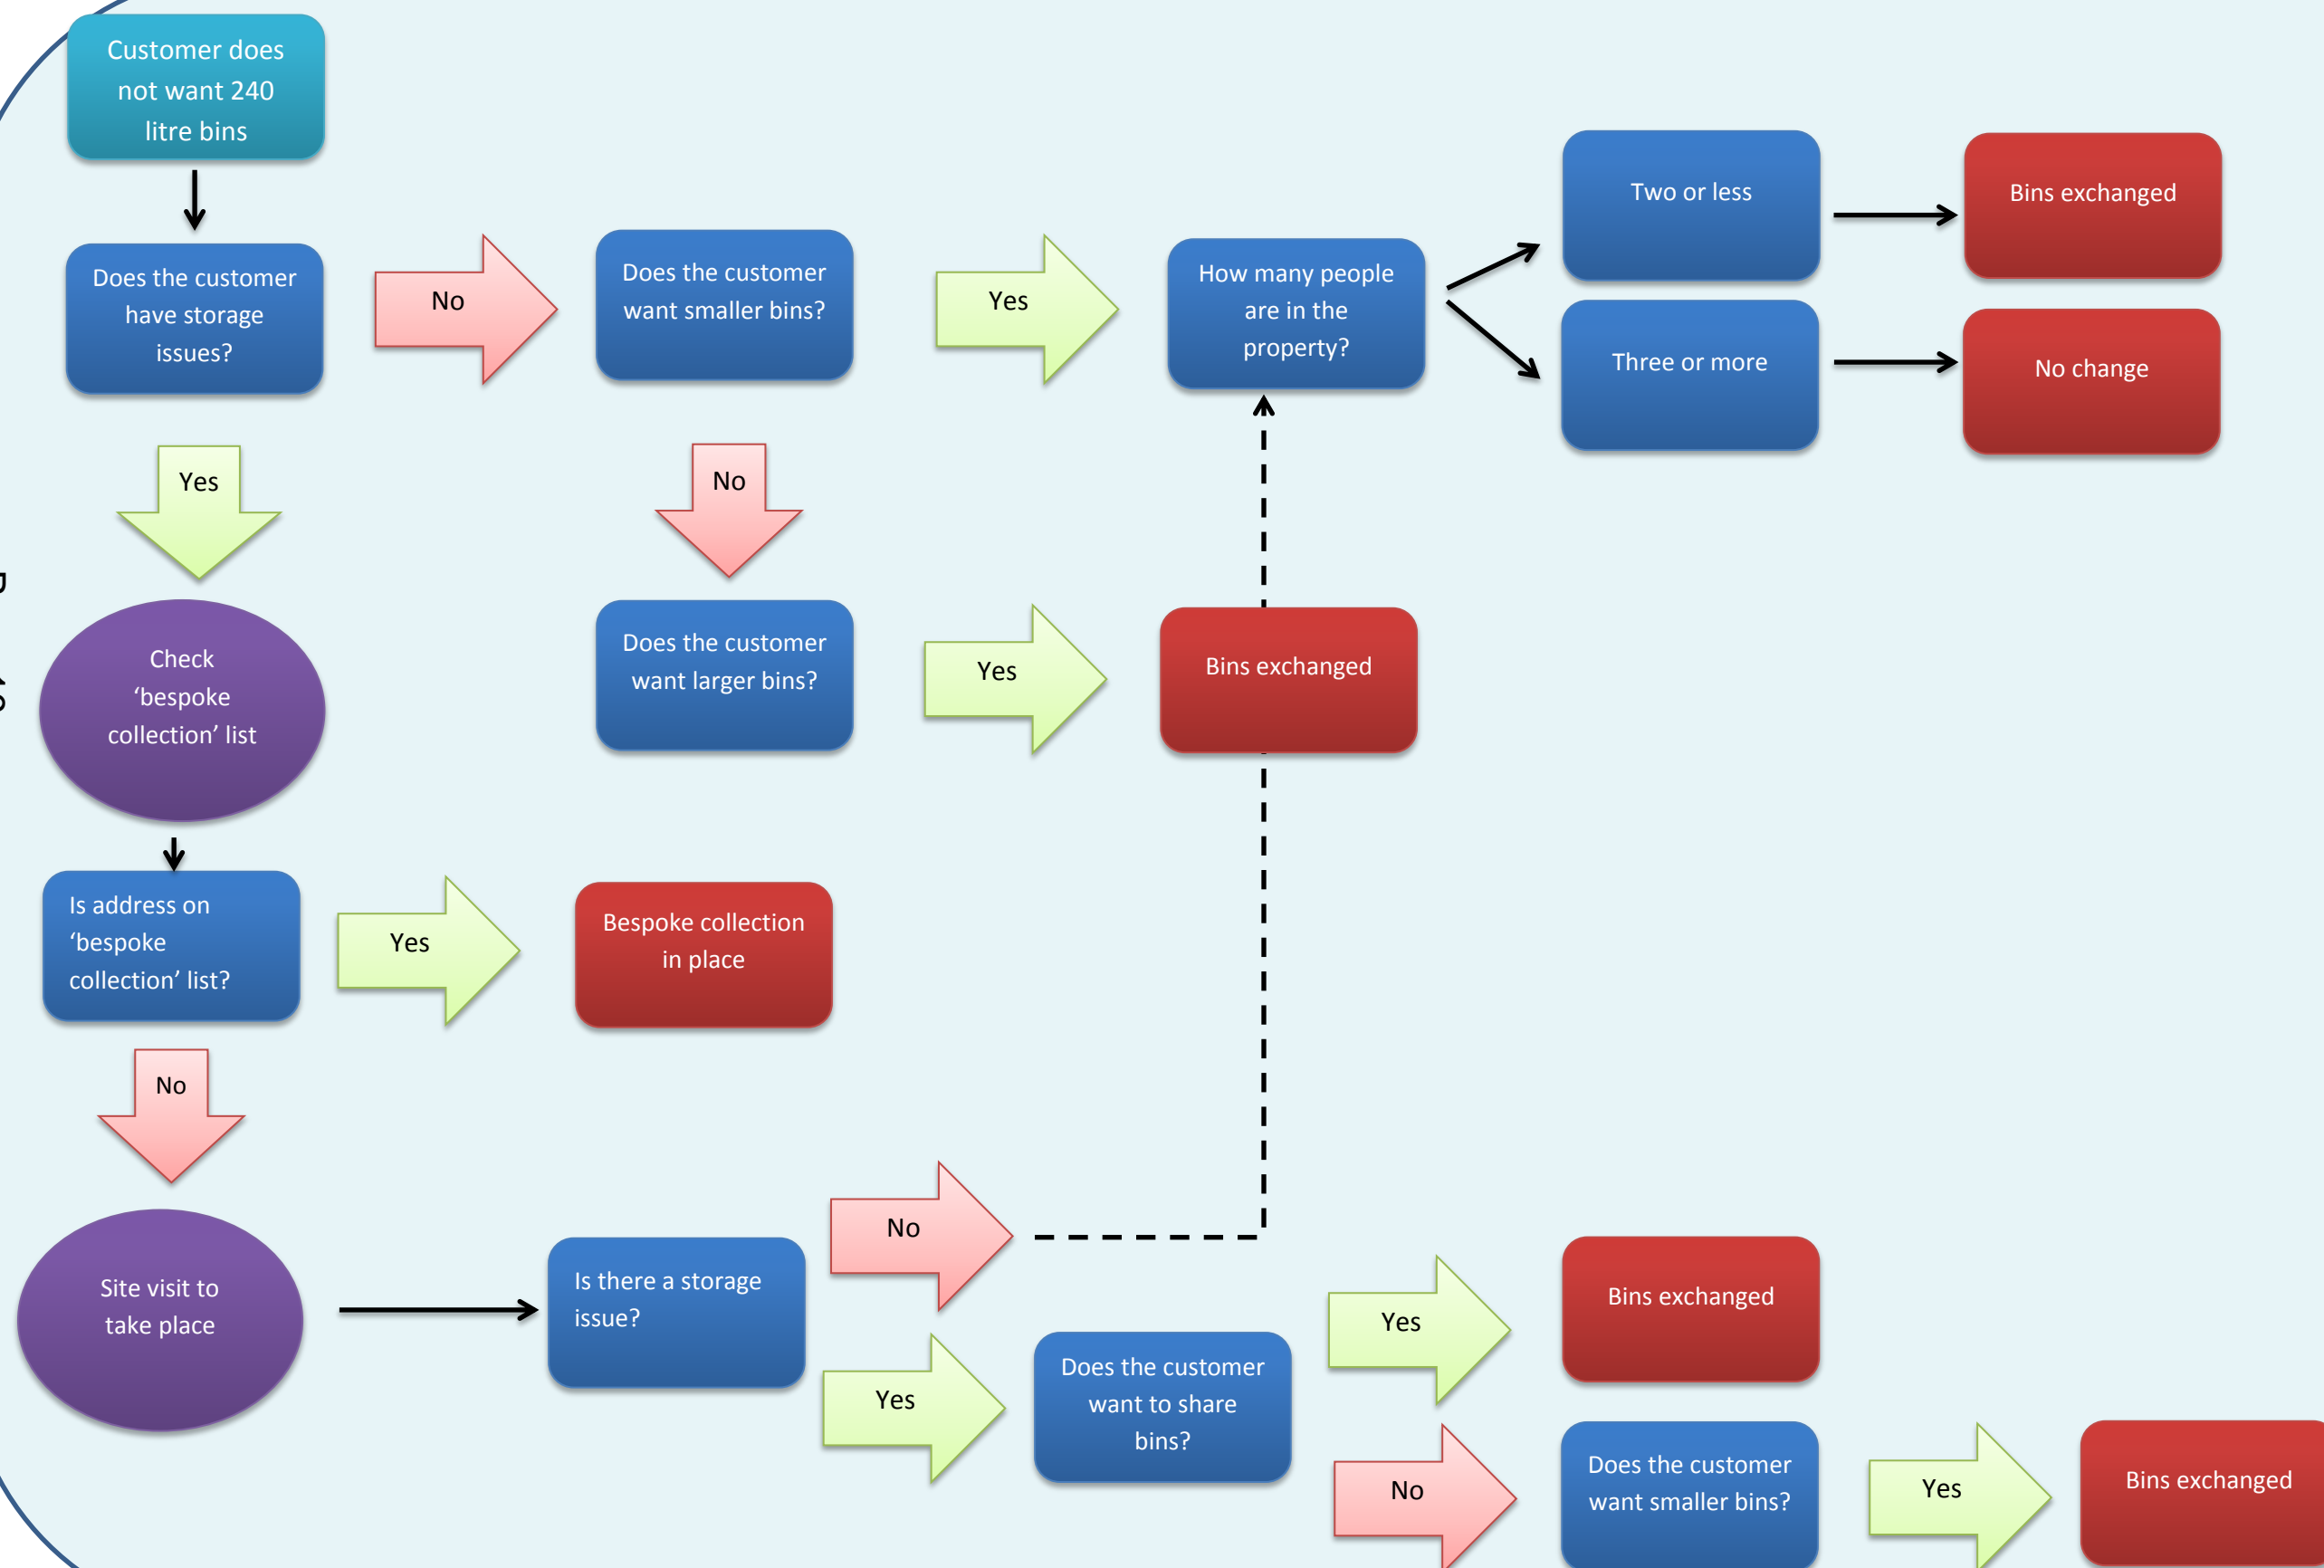 Customer does
not want 240
litre bins
Does the customer
have storage
issues?
No
Does the customer
want smaller bins?
Yes
How many people
are in the
property?
Two or less
Bins exchanged
Three or more
No change
Yes
No
Check
‘bespoke
collection’ list
Does the customer
want larger bins?
Yes
Bins exchanged
Is address on
‘bespoke
collection’ list?
Yes
Bespoke collection
in place
No
Site visit to
take place
Is there a storage
issue?
No
Yes
Does the customer
want to share
bins?
Yes
Bins exchanged
No
Does the customer
want smaller bins?
Yes
Bins exchanged